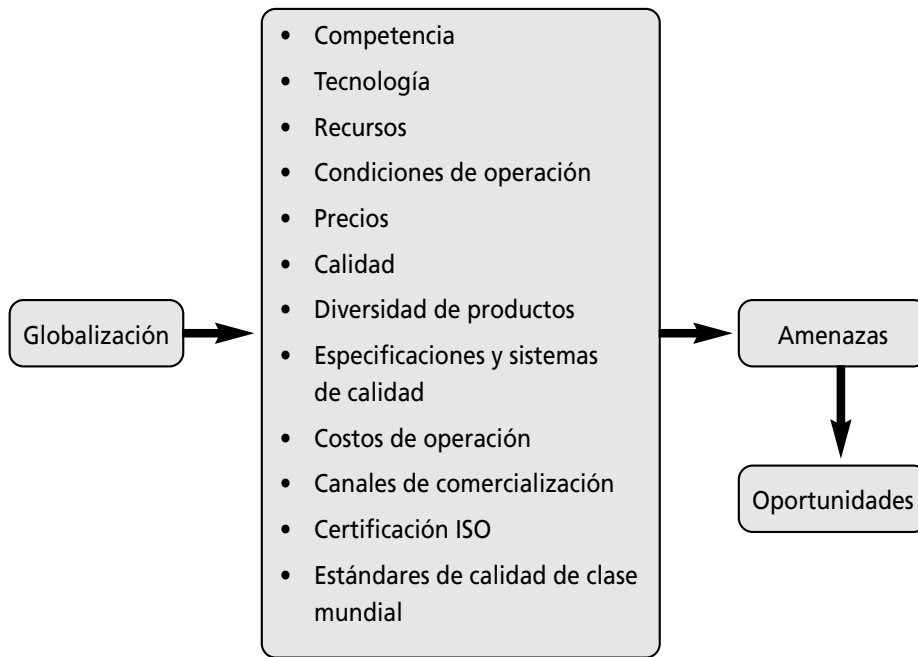 Globalización
• Competencia
• Tecnología
• Recursos
• Condiciones de operación
• Precios
• Calidad
• Diversidad de productos
• Especificaciones y sistemas
de calidad
• Costos de operación
• Canales de comercialización
• Certificación ISO
• Estándares de calidad de clase
mundial
Amenazas
Oportunidades